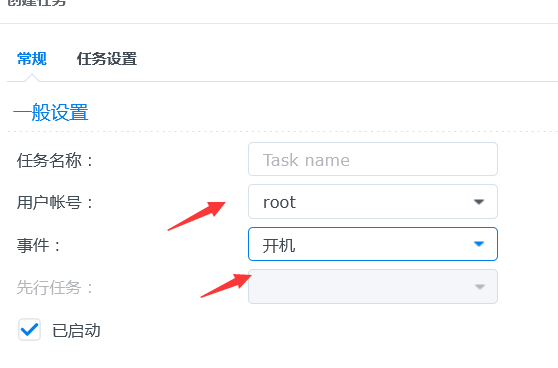 创建任务
常规 任务设置
一般设置
任务名称： Task name
用户帐号： root
事件： 开机
先行任务：
已启动